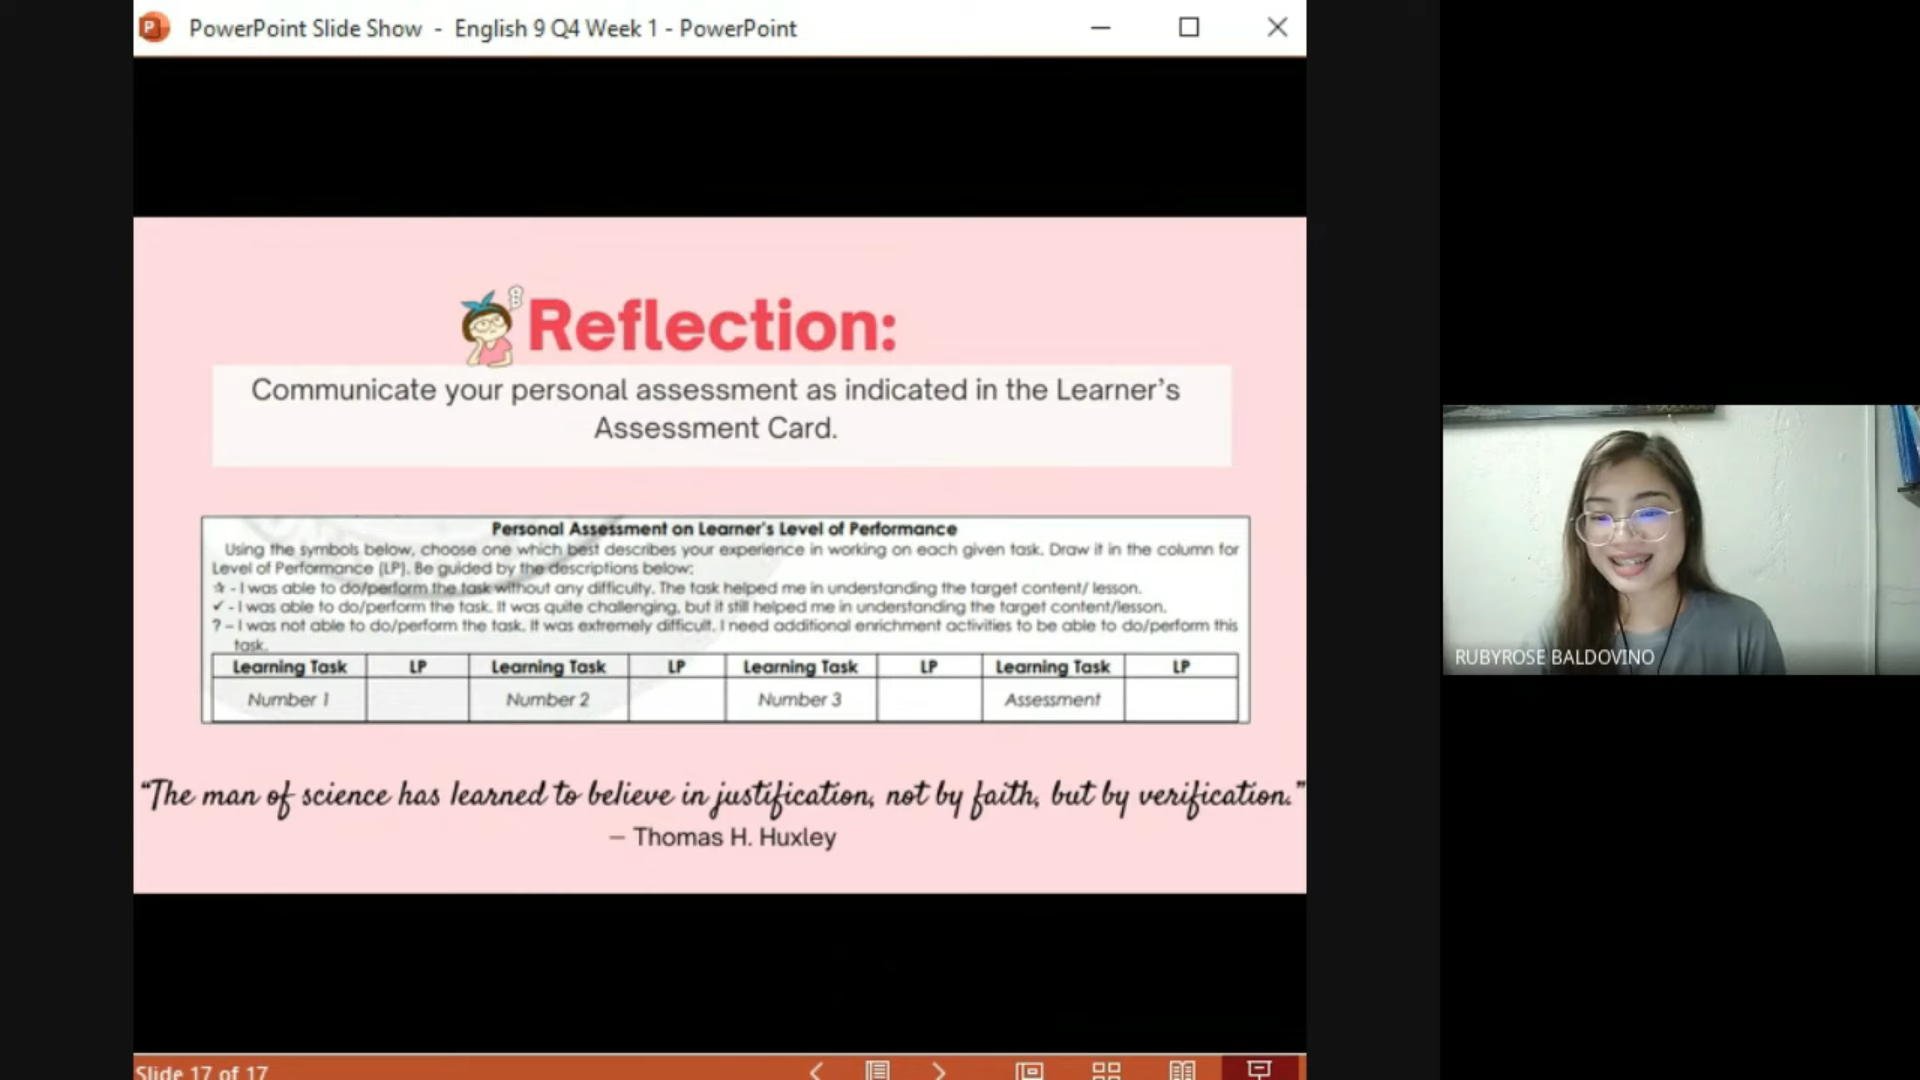 PowerPoint Slide Show - English 9 Q4 Week 1 - PowerPoint
Reflection:
Communicate your personal assessment as indicated in the Learner's
Assessment Card.
Personal Assessment on Learner's Level of Performance
Using the symbols below, choose one which best describes your experience in working on each given task. Draw it in the column for
Level of Performance (LP). Be guided by the descriptions below:
☆ - I was able to do/perform the task without any difficulty. The task helped me in understanding the target content/ lesson.
✓ - I was able to do/perform the task. It was quite challenging, but it still helped me in understanding the target content/lesson.
? – I was not able to do/perform the task. It was extremely difficult. I need additional enrichment activities to be able to do/perform this
task.
Learning Task LP Learning Task LP Learning Task LP Learning Task LP
Number 1 Number 2 Number 3 Assessment
“The man of science has learned to believe in justification, not by faith, but by verification.”
— Thomas H. Huxley
RUBYROSE BALDOVINO
Slide 17 of 17